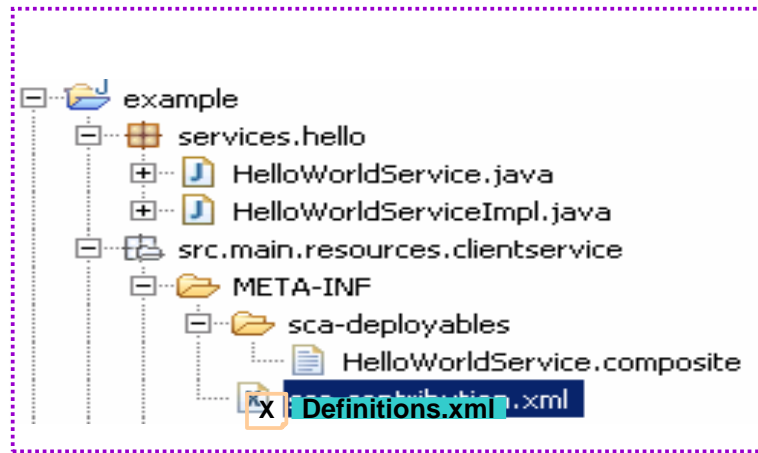 example
services.hello
HelloWorldService.java
HelloWorldServiceImpl.java
src.main.resources.clientservice
META-INF
sca-deployables
HelloWorldService.composite
X Definitions.xml .xml